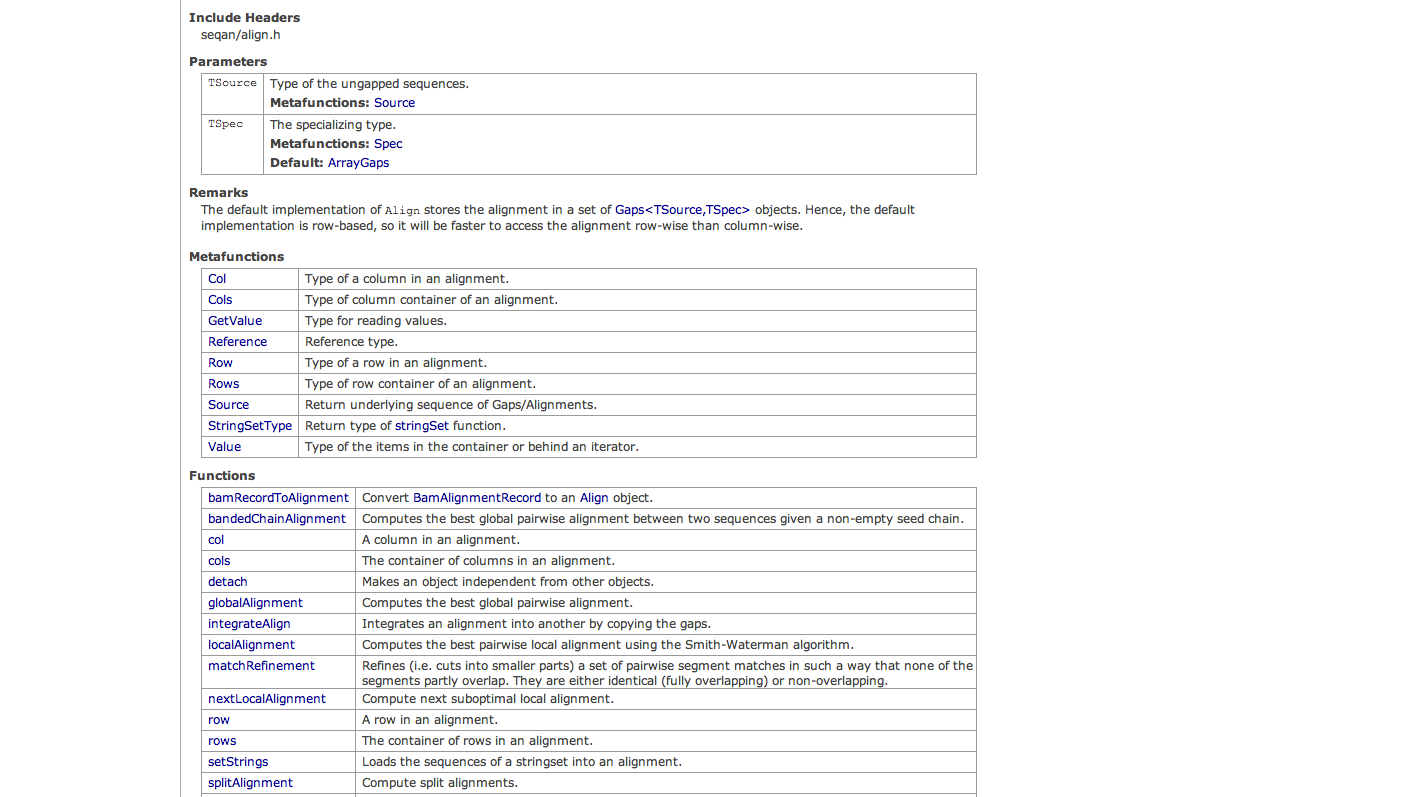 Include Headers
seqan/align.h
Parameters
TSource Type of the ungapped sequences.
Metafunctions: Source
TSpec The specializing type.
Metafunctions: Spec
Default: ArrayGaps
Remarks
The default implementation of Align stores the alignment in a set of Gaps<TSource,TSpec> objects. Hence, the default
implementation is row-based, so it will be faster to access the alignment row-wise than column-wise.
Metafunctions
Col Type of a column in an alignment.
Cols Type of column container of an alignment.
GetValue Type for reading values.
Reference Reference type.
Row Type of a row in an alignment.
Rows Type of row container of an alignment.
Source Return underlying sequence of Gaps/Alignments.
StringSetType Return type of stringSet function.
Value Type of the items in the container or behind an iterator.
Functions
bamRecordToAlignment Convert BamAlignmentRecord to an Align object.
bandedChainAlignment Computes the best global pairwise alignment between two sequences given a non-empty seed chain.
col A column in an alignment.
cols The container of columns in an alignment.
detach Makes an object independent from other objects.
globalAlignment Computes the best global pairwise alignment.
integrateAlign Integrates an alignment into another by copying the gaps.
localAlignment Computes the best pairwise local alignment using the Smith-Waterman algorithm.
matchRefinement Refines (i.e. cuts into smaller parts) a set of pairwise segment matches in such a way that none of the
segments partly overlap. They are either identical (fully overlapping) or non-overlapping.
nextLocalAlignment Compute next suboptimal local alignment.
row A row in an alignment.
rows The container of rows in an alignment.
setStrings Loads the sequences of a stringset into an alignment.
splitAlignment Compute split alignments.